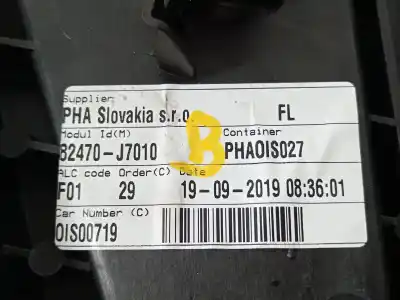 Supplier
PHA Slovakia s.r.o. FL
Modul Id(M) Container
82470-J7010 PHAOIS027
ALC code Order(C) Date
F01 29 19-09-2019 08:36:01
Car Number (C)
OIS00719
B